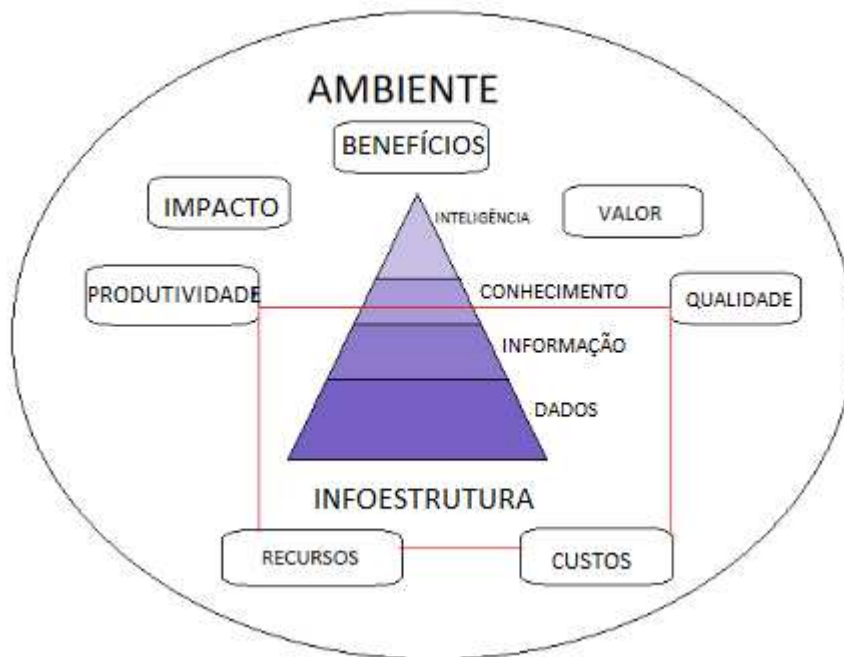 AMBIENTE
BENEFÍCIOS
IMPACTO
INTELIGÊNCIA
VALOR
PRODUTIVIDADE
CONHECIMENTO
QUALIDADE
INFORMAÇÃO
DADOS
INFOESTRUTURA
RECURSOS
CUSTOS